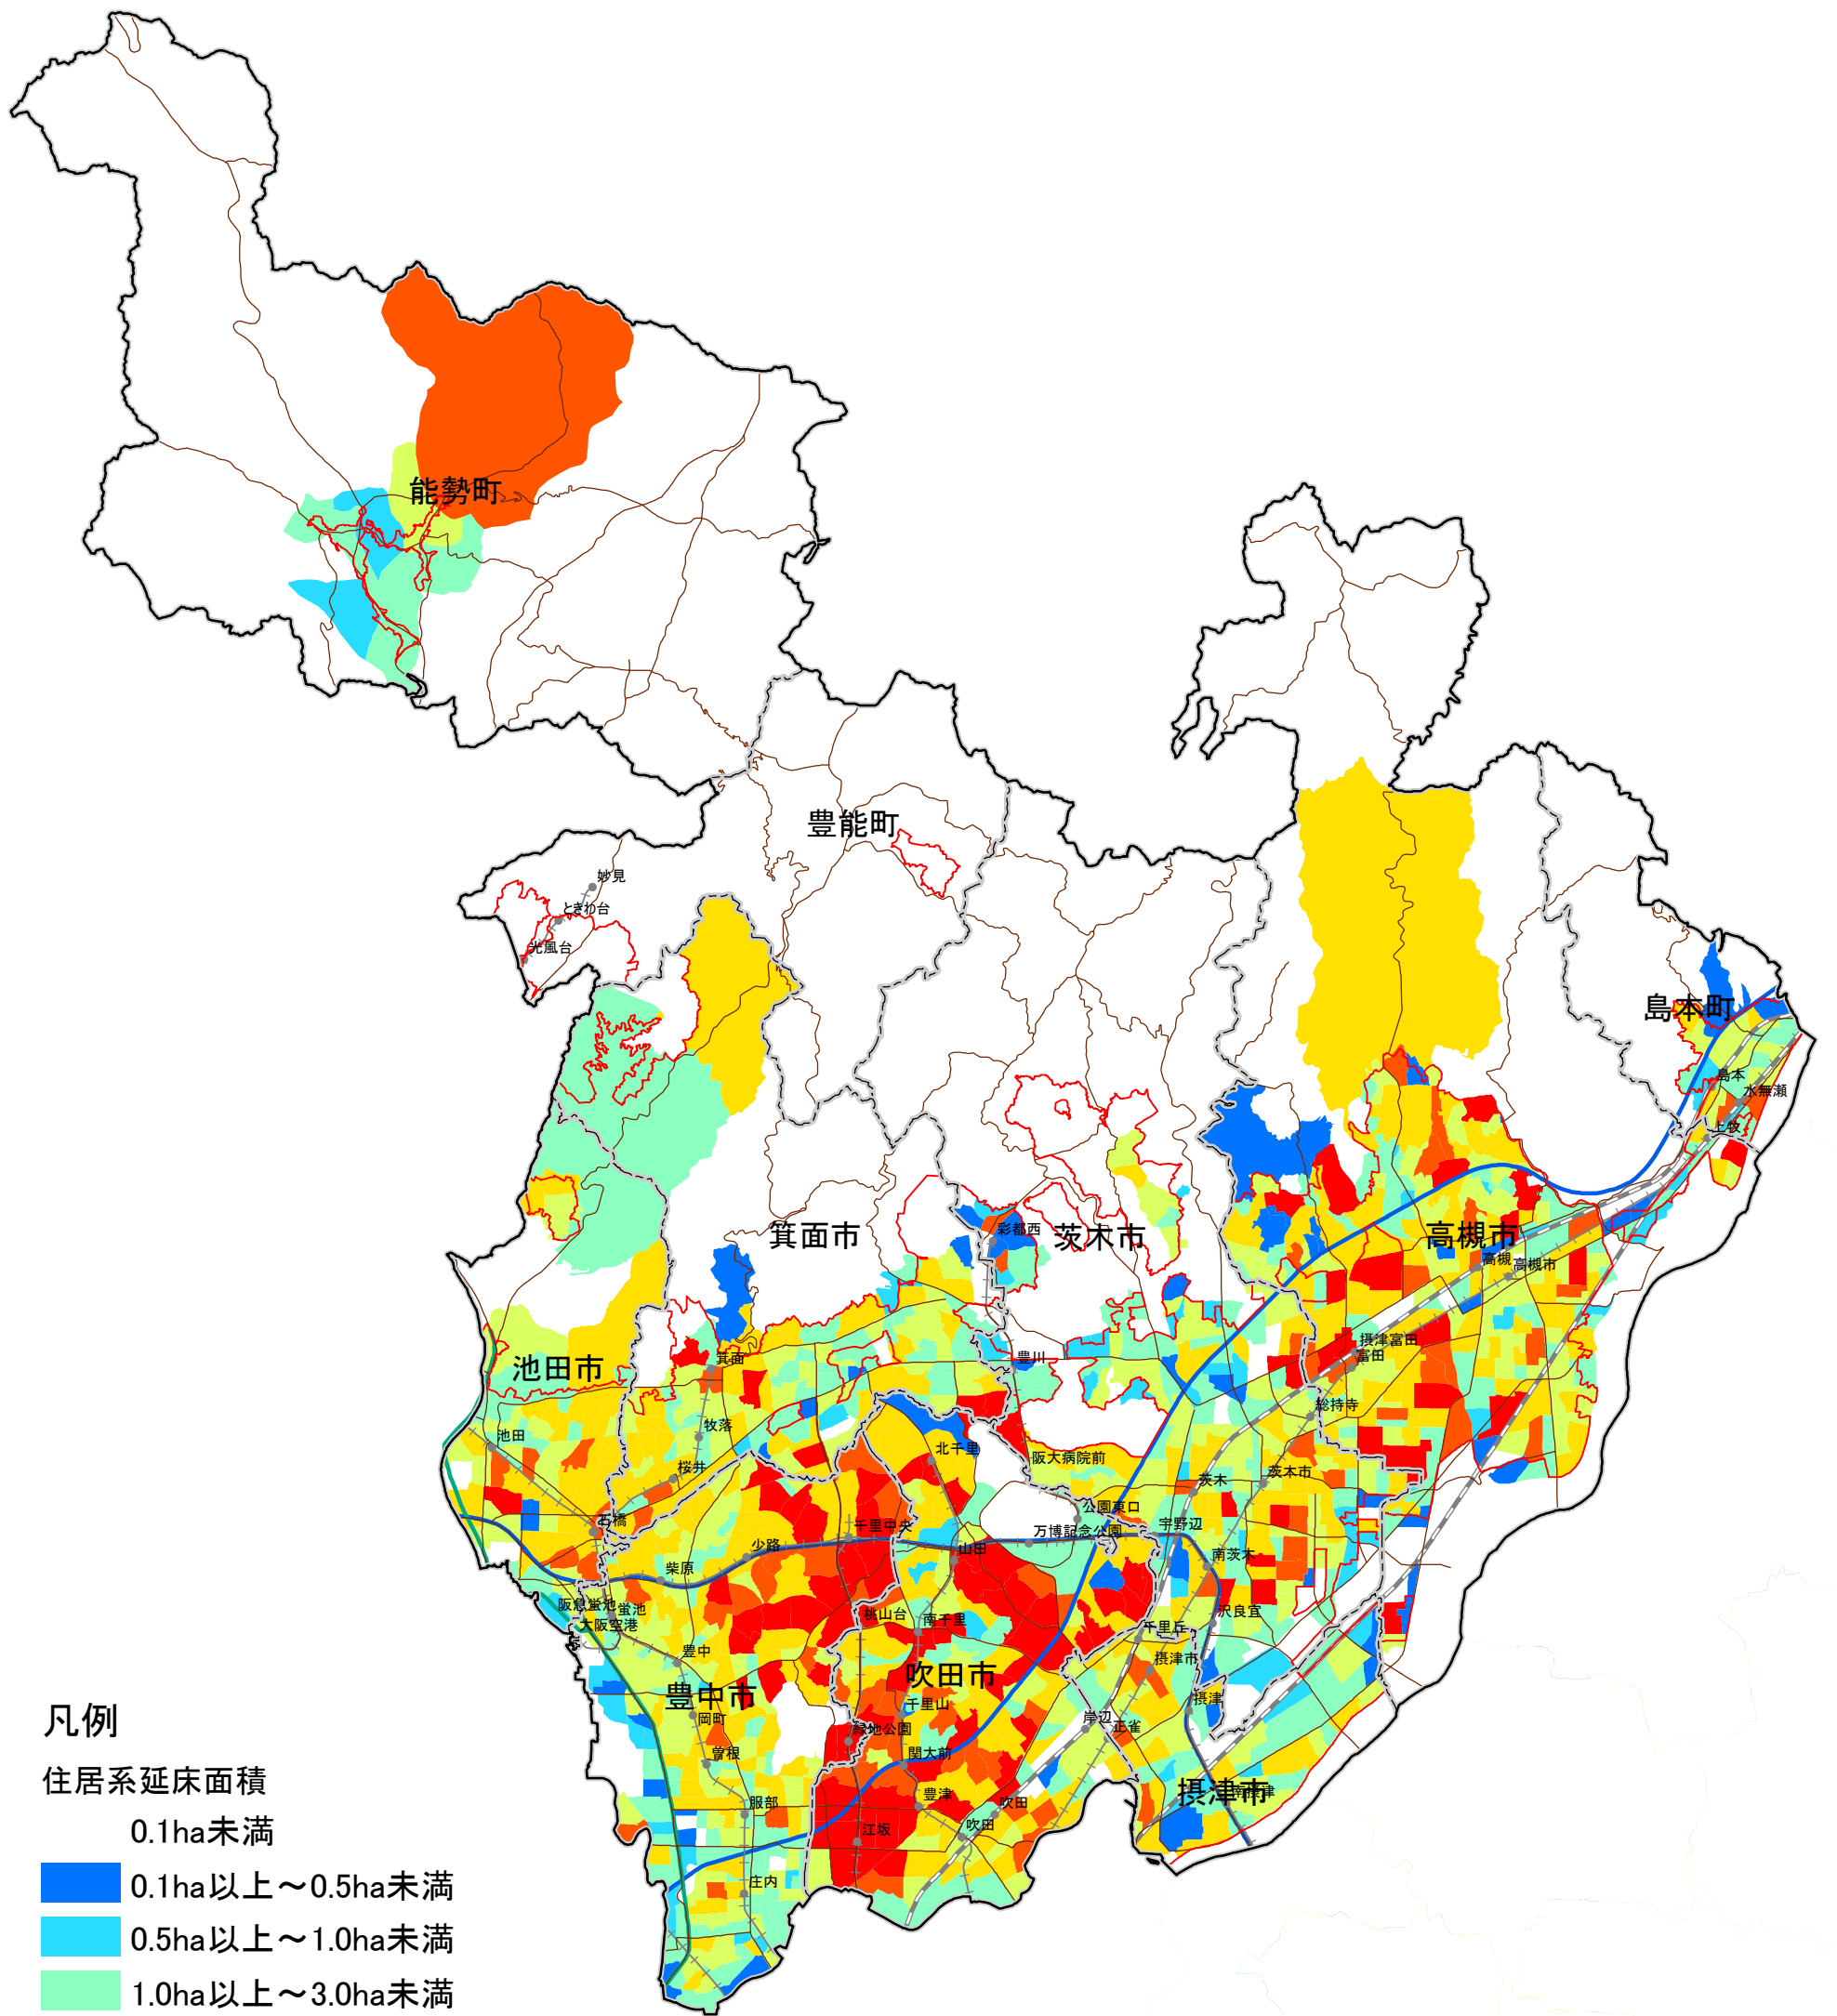 能勢町
豊能町
妙見
ときわ台
光風台
島本町
島本
水無瀬
上牧
箕面市
彩都西
茨木市
高槻市
高槻
高槻市
池田市
箕面
豊川
摂津富田
富田
総持寺
牧落
池田
桜井
北千里
阪大病院前
茨木
茨木市
公園東口
石橋
千里中央
万博記念公園
宇野辺
少路
山田
南茨木
柴原
阪急蛍池
蛍池
大阪空港
桃山台
南千里
沢良宜
千里丘
豊中
吹田市
摂津市
豊中市
千里山
摂津
岡町
緑地公園
岸辺
正雀
曽根
関大前
摂津市
南摂津
豊津
服部
吹田
江坂
吹田
庄内
凡例
住居系延床面積
0.1ha未満
0.1ha以上～0.5ha未満
0.5ha以上～1.0ha未満
1.0ha以上～3.0ha未満